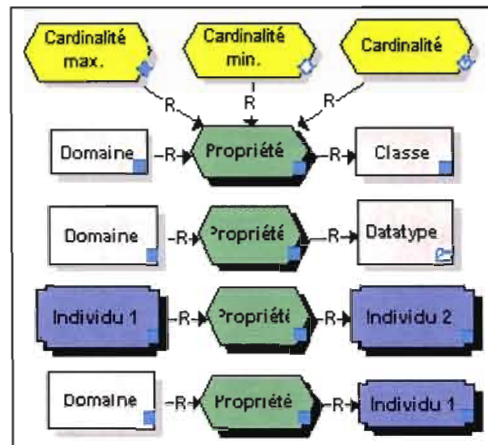 Cardinalité max.
Cardinalité min.
Cardinalité
R
R
R
Domaine
R
Propriété
R
Classe
Domaine
R
Propriété
R
Datatype
Individu 1
R
Propriété
R
Individu 2
Domaine
R
Propriété
R
Individu 1